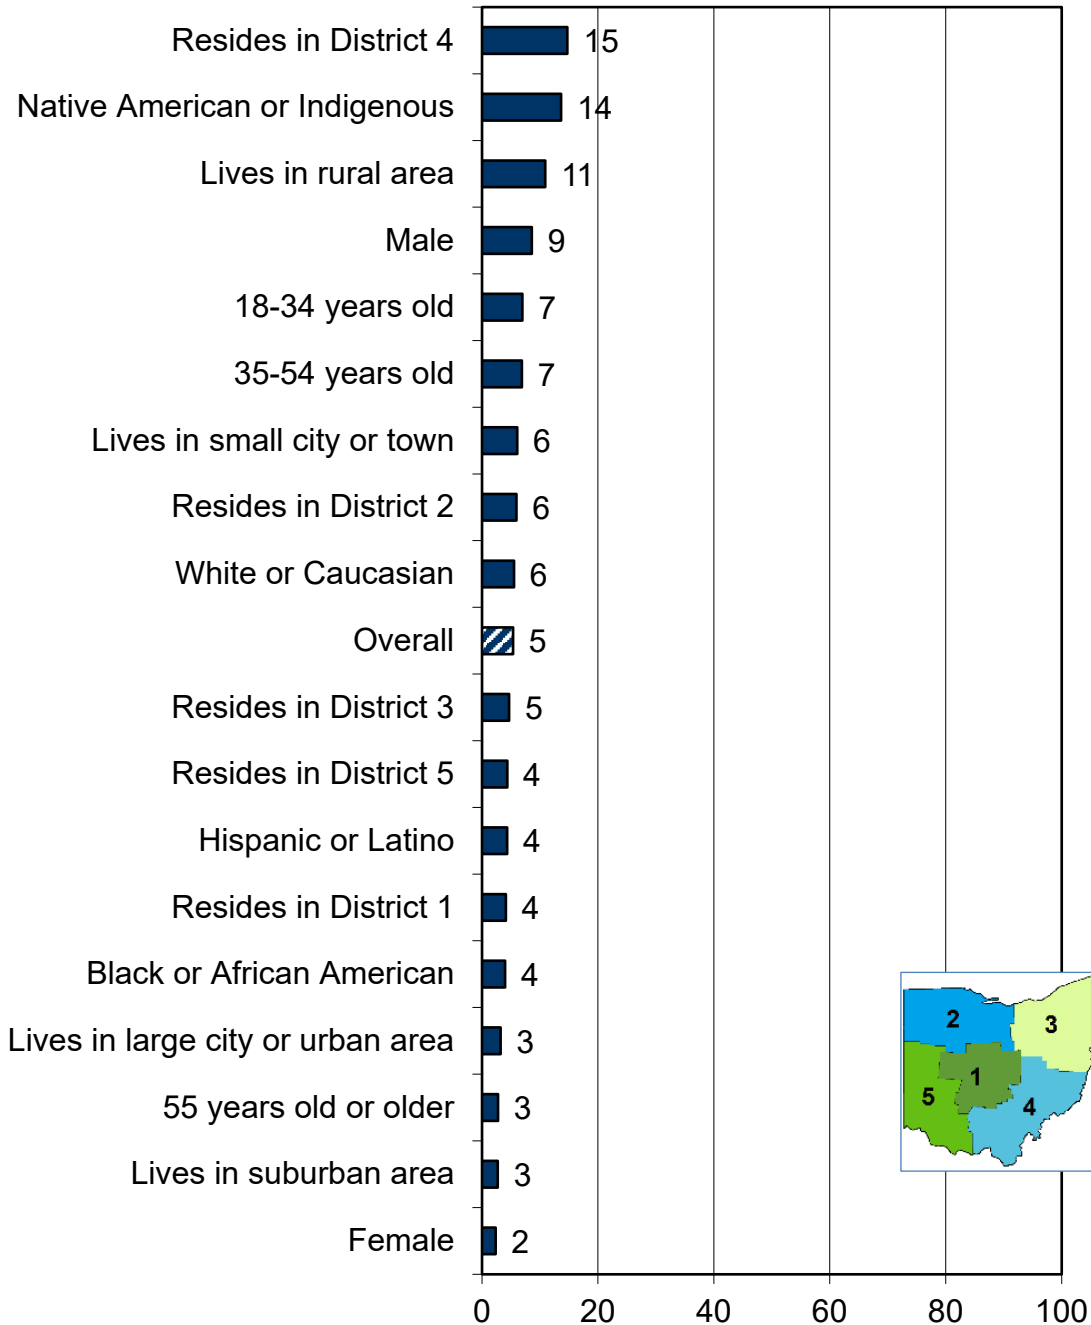 Resides in District 4 15
Native American or Indigenous 14
Lives in rural area 11
Male 9
18-34 years old 7
35-54 years old 7
Lives in small city or town 6
Resides in District 2 6
White or Caucasian 6
Overall 5
Resides in District 3 5
Resides in District 5 4
Hispanic or Latino 4
Resides in District 1 4
Black or African American 4
Lives in large city or urban area 3
55 years old or older 3
Lives in suburban area 3
Female 2
0 20 40 60 80 100
2 3
1
5 4